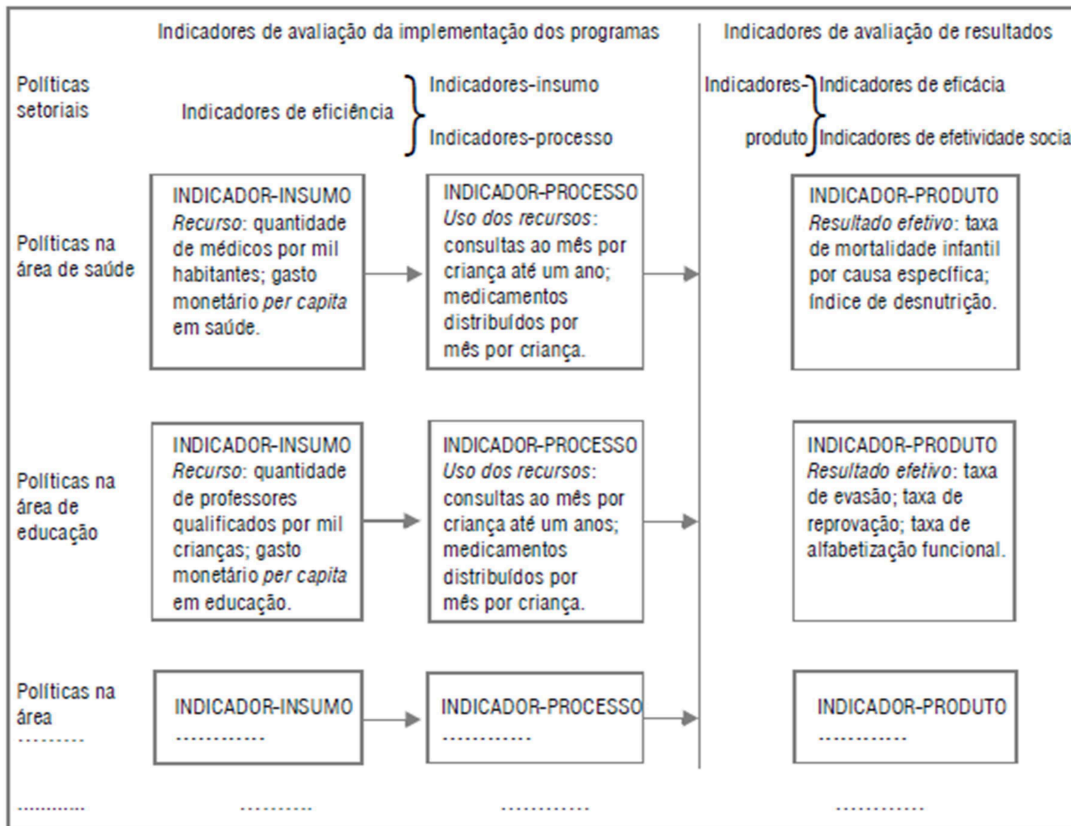 Indicadores de avaliação da implementação dos programas
Indicadores de avaliação de resultados
Políticas
setoriais
Indicadores de eficiência
Indicadores-insumo
Indicadores-processo
Indicadores-
produto
Indicadores de eficácia
Indicadores de efetividade social
Políticas na
área de saúde
INDICADOR-INSUMO
Recurso: quantidade
de médicos por mil
habitantes; gasto
monetário per capita
em saúde.
INDICADOR-PROCESSO
Uso dos recursos:
consultas ao mês por
criança até um ano;
medicamentos
distribuídos por
mês por criança.
INDICADOR-PRODUTO
Resultado efetivo: taxa
de mortalidade infantil
por causa específica;
índice de desnutrição.
Políticas na
área de
educação
INDICADOR-INSUMO
Recurso: quantidade
de professores
qualificados por mil
crianças; gasto
monetário per capita
em educação.
INDICADOR-PROCESSO
Uso dos recursos:
consultas ao mês por
criança até um anos;
medicamentos
distribuídos por
mês por criança.
INDICADOR-PRODUTO
Resultado efetivo: taxa
de evasão; taxa de
reprovação; taxa de
alfabetização funcional.
Políticas na
área
.........
INDICADOR-INSUMO
............
INDICADOR-PROCESSO
............
INDICADOR-PRODUTO
............
...........
..........
............
............